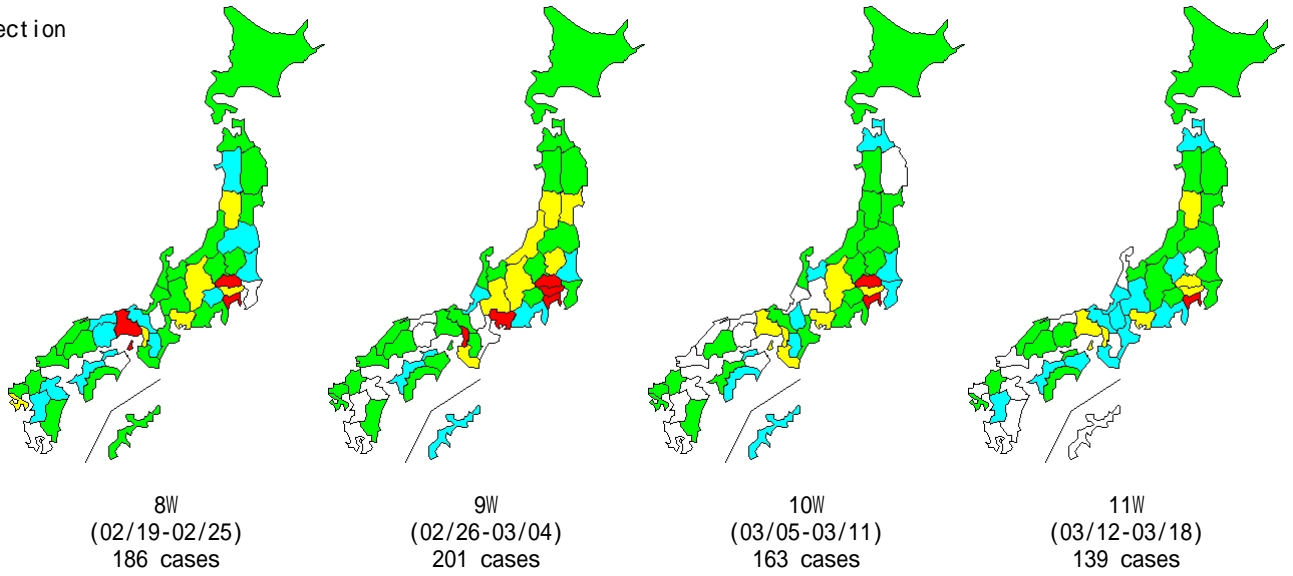 ection
8W
(02/19-02/25)
186 cases
9W
(02/26-03/04)
201 cases
10W
(03/05-03/11)
163 cases
11W
(03/12-03/18)
139 cases